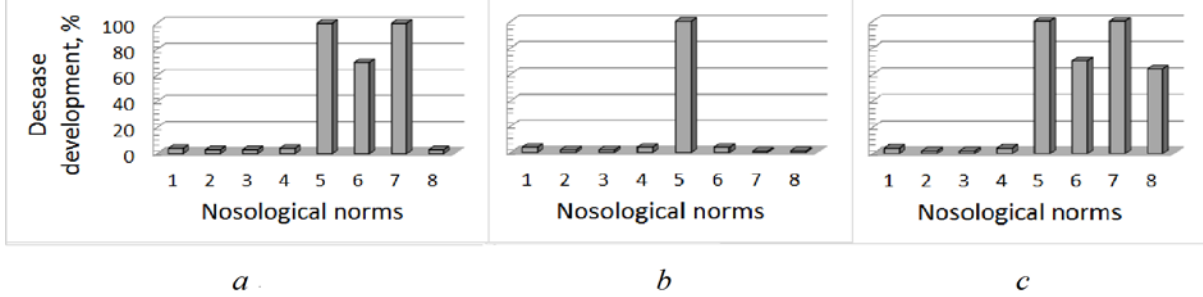 Desease
development, %
100
80
60
40
20
0
1 2 3 4 5 6 7 8
Nosological norms
1 2 3 4 5 6 7 8
Nosological norms
1 2 3 4 5 6 7 8
Nosological norms
a
b
c